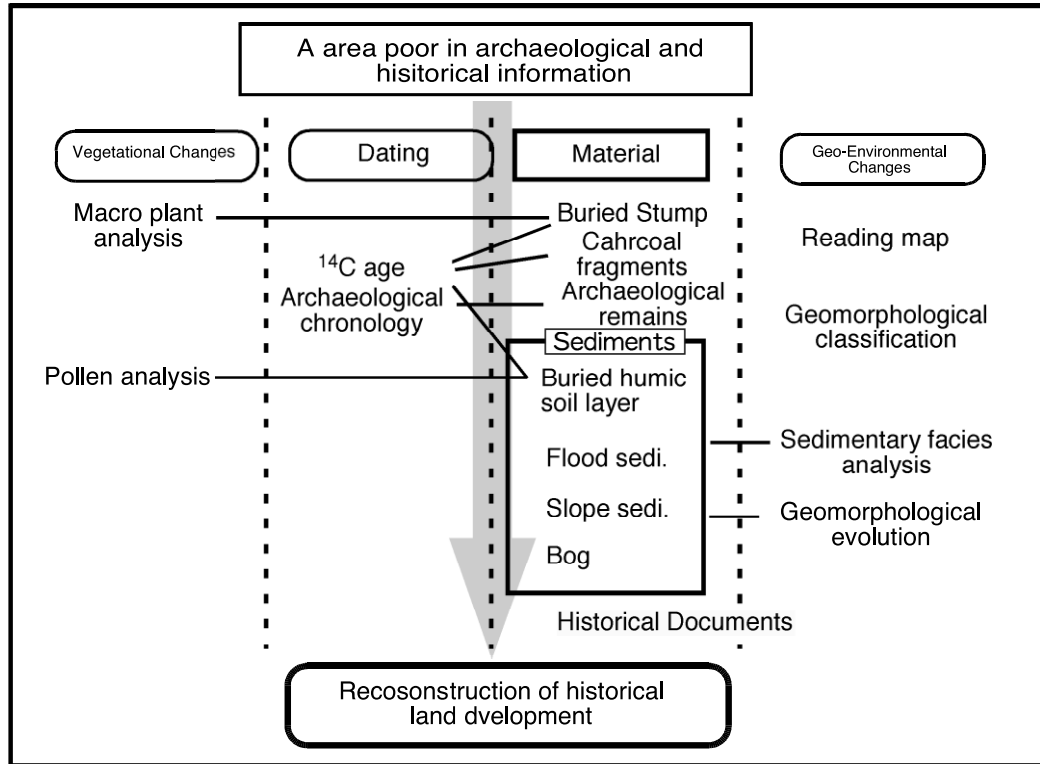 A area poor in archaeological and
hisitorical information
Vegetational Changes
Dating
Material
Geo-Environmental
Changes
Macro plant
analysis
Buried Stump
Cahrcoal
fragments
Reading map
14C age
Archaeological
chronology
Archaeological
remains
Geomorphological
classification
Sediments
Pollen analysis
Buried humic
soil layer
Flood sedi.
Sedimentary facies
analysis
Slope sedi.
Geomorphological
evolution
Bog
Historical Documents
Recosonstruction of historical
land dvelopment